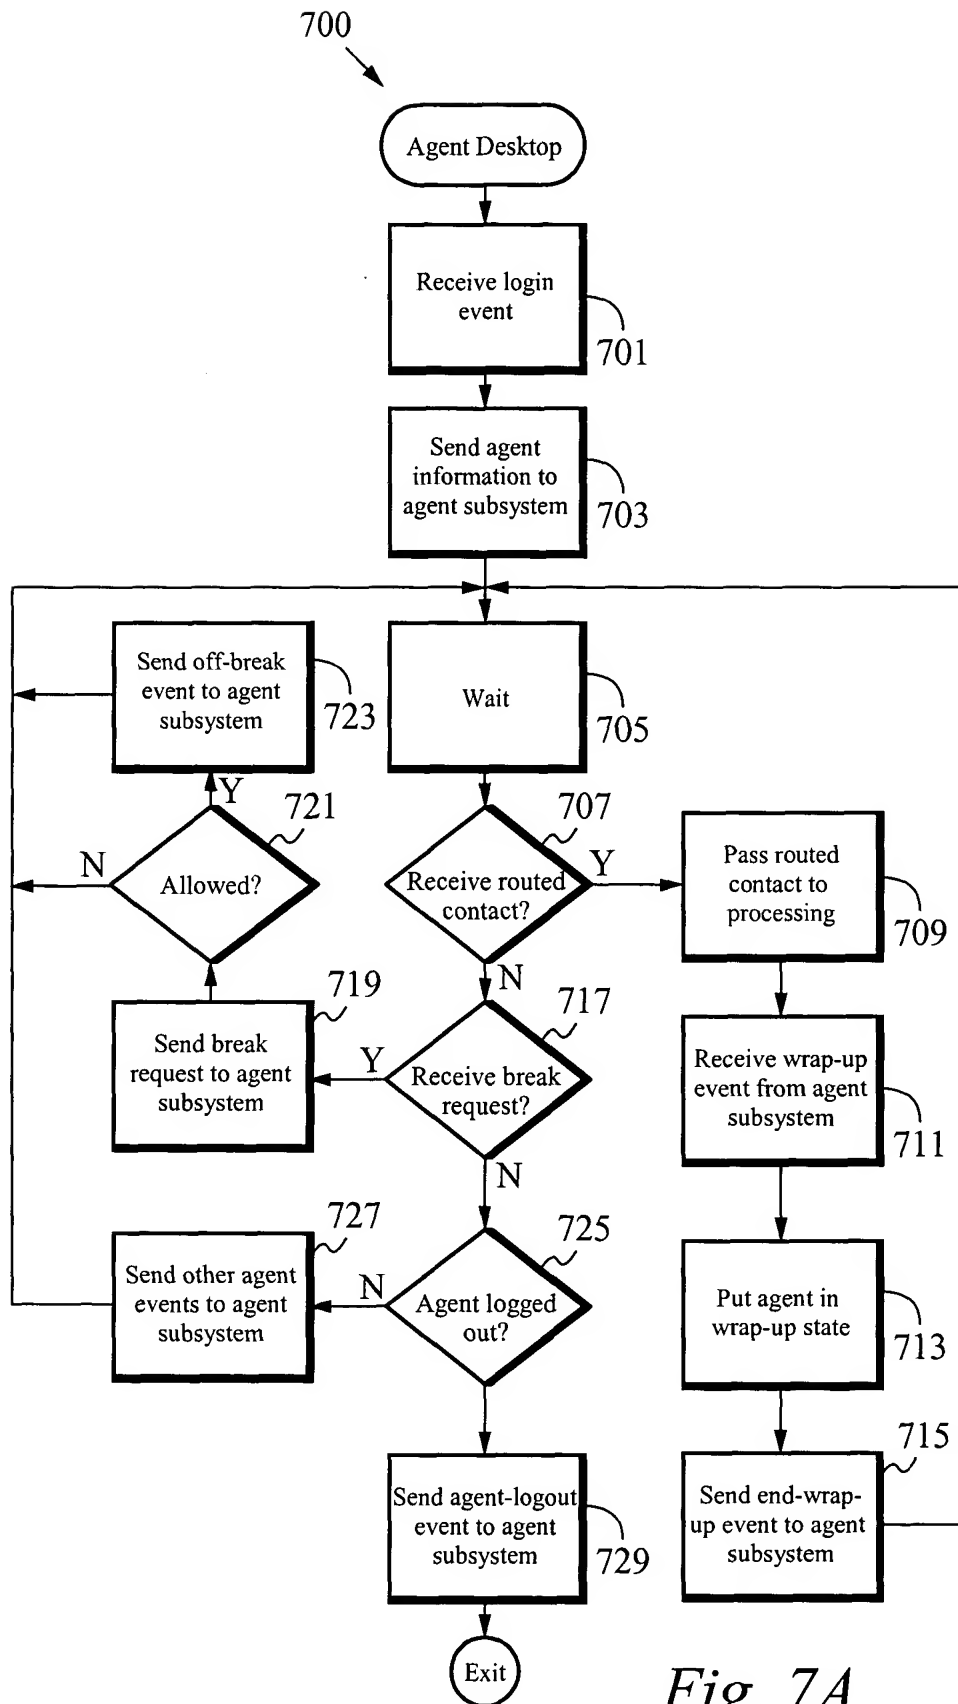 700
Agent Desktop
Receive login
event
701
Send agent
information to
agent subsystem
703
Send off-break
event to agent
subsystem
723
Wait
705
Y
721
707
N
Allowed?
Receive routed
contact?
Y
Pass routed
contact to
processing
709
N
719
717
Send break
request to agent
subsystem
Y
Receive break
request?
Receive wrap-up
event from agent
subsystem
711
N
727
725
Send other agent
events to agent
subsystem
N
Agent logged
out?
Put agent in
wrap-up state
713
715
Send agent-logout
event to agent
subsystem
729
Send end-wrap-
up event to agent
subsystem
Exit
Fig. 7A